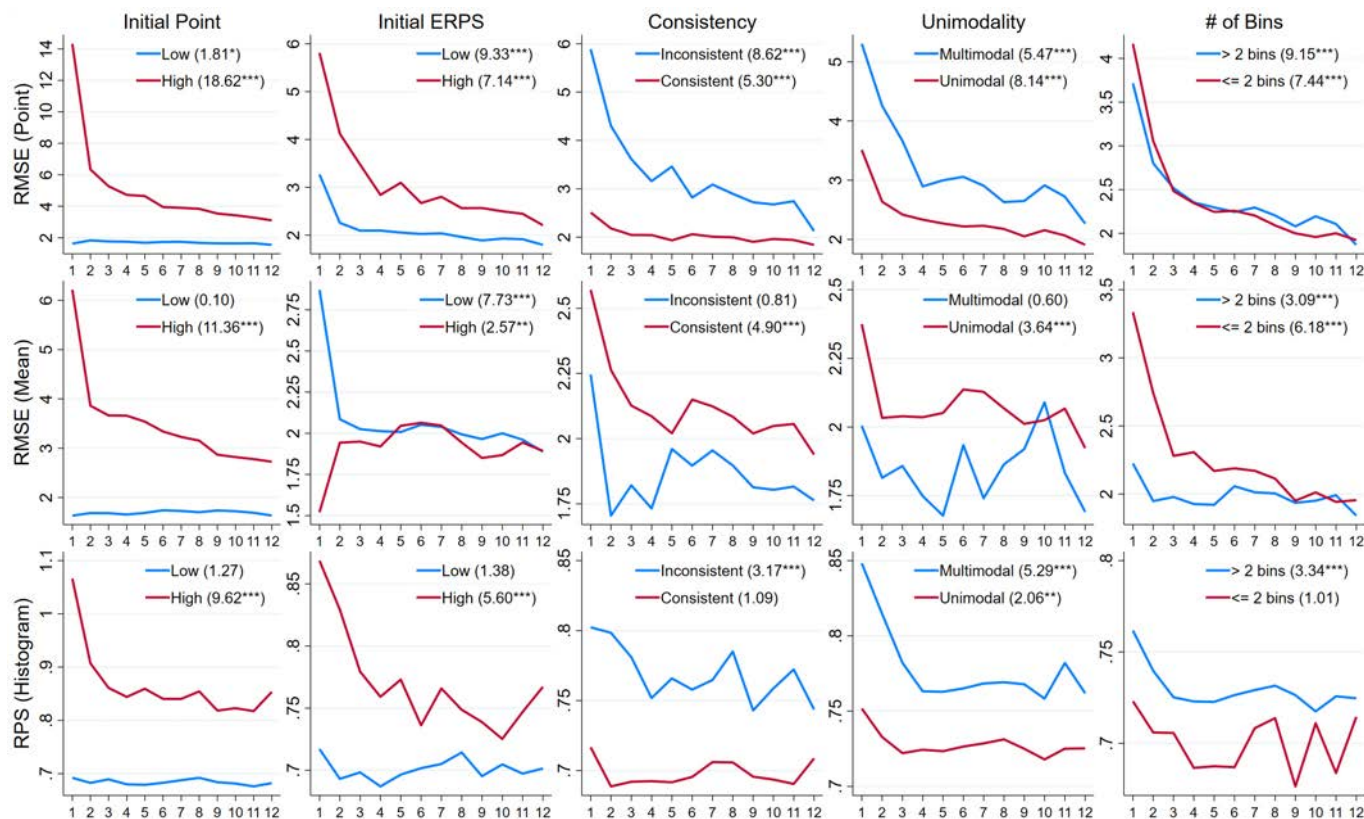 Initial Point Initial ERPS Consistency Unimodality # of Bins
RMSE (Point)
14
12
10
8
6
4
2
Low (1.81*)
High (18.62***)
1 2 3 4 5 6 7 8 9 10 11 12
6
5
4
3
2
Low (9.33***)
High (7.14***)
1 2 3 4 5 6 7 8 9 10 11 12
6
5
4
3
2
Inconsistent (8.62***)
Consistent (5.30***)
1 2 3 4 5 6 7 8 9 10 11 12
5
4
3
2
Multimodal (5.47***)
Unimodal (8.14***)
1 2 3 4 5 6 7 8 9 10 11 12
4
3.5
3
2.5
2
> 2 bins (9.15***)
<= 2 bins (7.44***)
1 2 3 4 5 6 7 8 9 10 11 12
RMSE (Mean)
6
5
4
3
2
Low (0.10)
High (11.36***)
1 2 3 4 5 6 7 8 9 10 11 12
2.75
2.5
2.25
2
1.75
1.5
Low (7.73***)
High (2.57**)
1 2 3 4 5 6 7 8 9 10 11 12
2.5
2.25
2
1.75
Inconsistent (0.81)
Consistent (4.90***)
1 2 3 4 5 6 7 8 9 10 11 12
2.5
2.25
2
1.75
Multimodal (0.60)
Unimodal (3.64***)
1 2 3 4 5 6 7 8 9 10 11 12
3.5
3
2.5
2
> 2 bins (3.09***)
<= 2 bins (6.18***)
1 2 3 4 5 6 7 8 9 10 11 12
RPS (Histogram)
1.1
1
.9
.8
.7
Low (1.27)
High (9.62***)
1 2 3 4 5 6 7 8 9 10 11 12
.85
.8
.75
.7
Low (1.38)
High (5.60***)
1 2 3 4 5 6 7 8 9 10 11 12
.85
.8
.75
.7
Inconsistent (3.17***)
Consistent (1.09)
1 2 3 4 5 6 7 8 9 10 11 12
.85
.8
.75
.7
Multimodal (5.29***)
Unimodal (2.06**)
1 2 3 4 5 6 7 8 9 10 11 12
.8
.75
.7
> 2 bins (3.34***)
<= 2 bins (1.01)
1 2 3 4 5 6 7 8 9 10 11 12